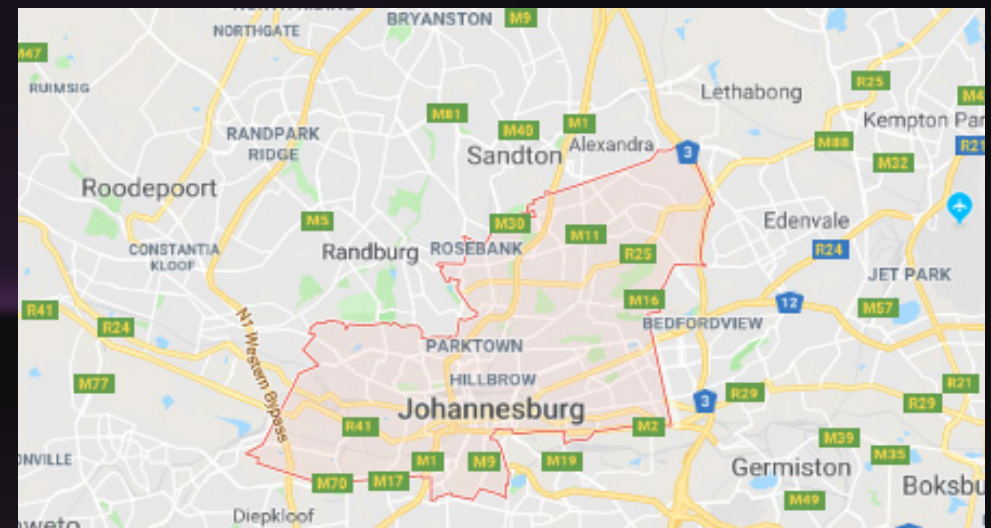 BRYANSTON
M9
NORTHGATE
M47
RUIMSIG
R25
Lethabong
M81
M1
M40
Kempton Par
RANDPARK
RIDGE
Sandton
Alexandra
3
M88
R21
M32
Roodepoort
M5
M30
M11
Edenvale
CONSTANTIA
KLOOF
Randburg
ROSEBANK
R25
R24
JET PARK
M16
12
M57
R41
R24
N1 Western Bypass
BEDFORDVIEW
PARKTOWN
M77
HILLBROW
R21
3
R29
R29
Johannesburg
R41
M2
M39
ONVILLE
M1
M9
M19
M35
Germiston
M70
M17
Boksbu
M49
Diepkloof
oweto